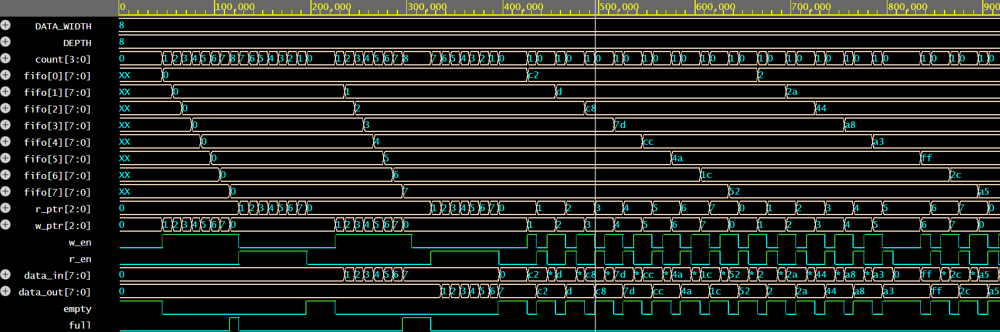 0 100,000 200,000 300,000 400,000 500,000 600,000 700,000 800,000 900
DATA_WIDTH 8
DEPTH 8
count[3:0] 0 1 2 3 4 5 6 7 8 7 6 5 4 3 2 1 0 1 2 3 4 5 6 7 8 7 6 5 4 3 2 1 0 1 0 1 0 1 0 1 0 1 0 1 0 1 0 1 0 1 0 1 0 1 0 1 0 1 0 1 0 1 0 1 0
fifo[0][7:0] XX 0 c2 2
fifo[1][7:0] XX 0 1 d 2a
fifo[2][7:0] XX 0 2 c8 44
fifo[3][7:0] XX 0 3 7d a8
fifo[4][7:0] XX 0 4 cc a3
fifo[5][7:0] XX 0 5 4a ff
fifo[6][7:0] XX 0 6 1c 2c
fifo[7][7:0] XX 0 7 52 a5
r_ptr[2:0] 0 1 2 3 4 5 6 7 0 1 2 3 4 5 6 7 0 1 2 3 4 5 6 7 0 1 2 3 4 5 6 7 0
w_ptr[2:0] 0 1 2 3 4 5 6 7 0 1 2 3 4 5 6 7 0 1 2 3 4 5 6 7 0 1 2 3 4 5 6 7 0
w_en
r_en
data_in[7:0] 0 1 2 3 4 5 6 7 0 c2 * d * c8 * 7d * cc * 4a * 1c * 52 * 2 * 2a * 44 * a8 * a3 0 ff * 2c * a5
data_out[7:0] 0 1 2 3 4 5 6 7 c2 d c8 7d cc 4a 1c 52 2 2a 44 a8 a3 ff 2c a5
empty
full